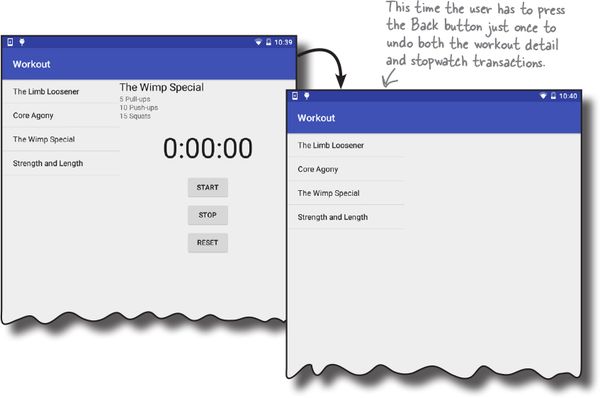 This time the user has to press
the Back button just once to
undo both the workout detail
and stopwatch transactions.
10:39
Workout
The Limb Loosener
Core Agony
The Wimp Special
Strength and Length
The Wimp Special
5 Pull-ups
10 Push-ups
15 Squats
0:00:00
START
STOP
RESET
10:40
Workout
The Limb Loosener
Core Agony
The Wimp Special
Strength and Length